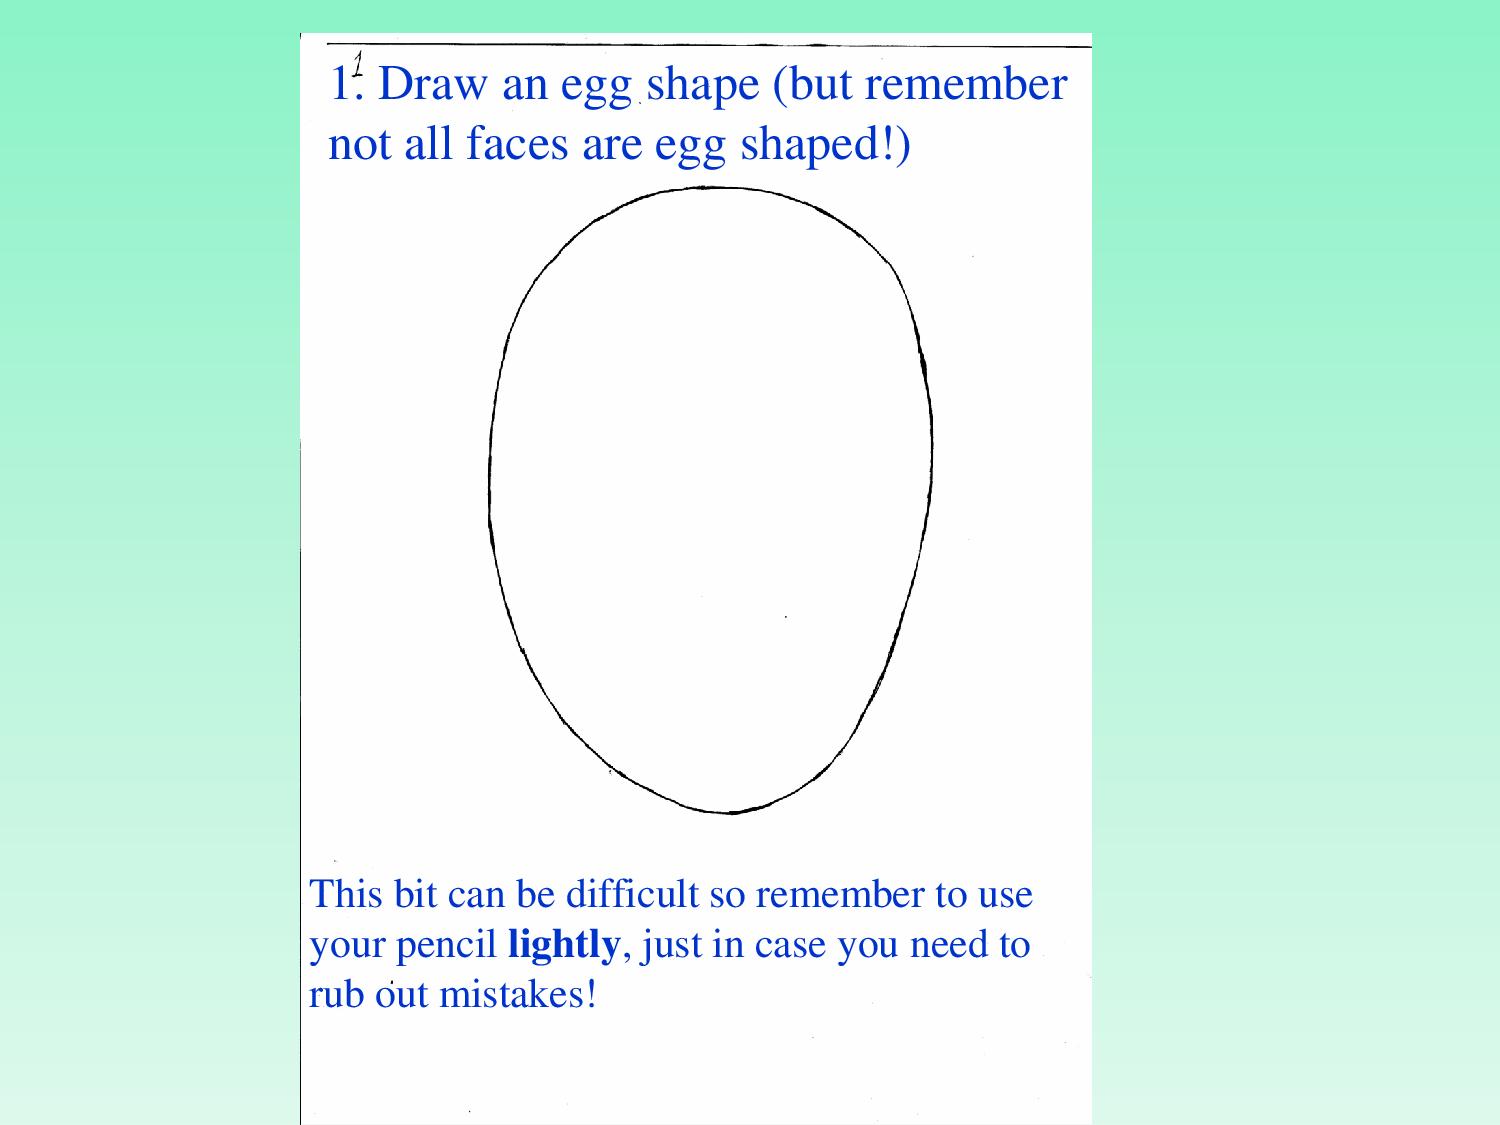 1
1. Draw an egg shape (but remember
not all faces are egg shaped!)
This bit can be difficult so remember to use
your pencil lightly, just in case you need to
rub out mistakes!